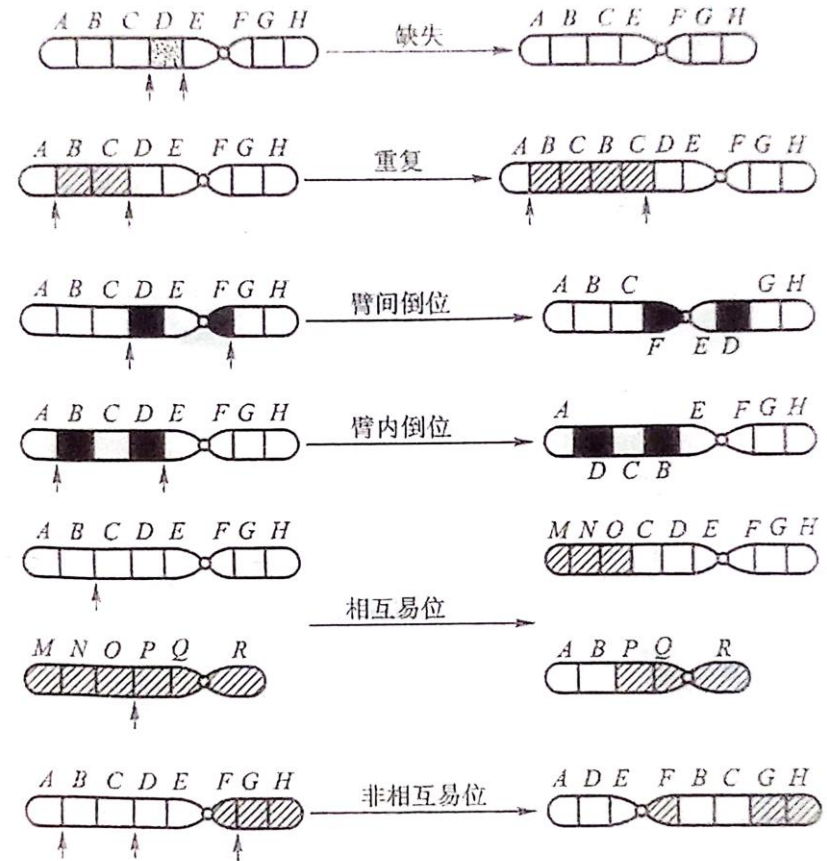 A B C D E F G H
缺失
A B C E F G H
A B C D E F G H
重复
A B C B C D E F G H
A B C D E F G H
臂间倒位
A B C G H
F E D
A B C D E F G H
臂内倒位
A E F G H
D C B
A B C D E F G H
M N O C D E F G H
相互易位
M N O P Q R
A B P Q R
A B C D E F G H
非相互易位
A D E F B C G H